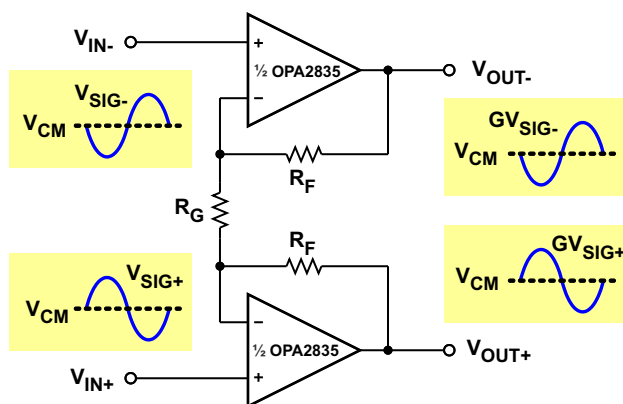 VIN-
+
½ OPA2835
−
VOUT-
VSIG-
VCM
GVSIG-
VCM
RF
RG
RF
VSIG+
VCM
GVSIG+
VCM
−
½ OPA2835
+
VIN+
VOUT+